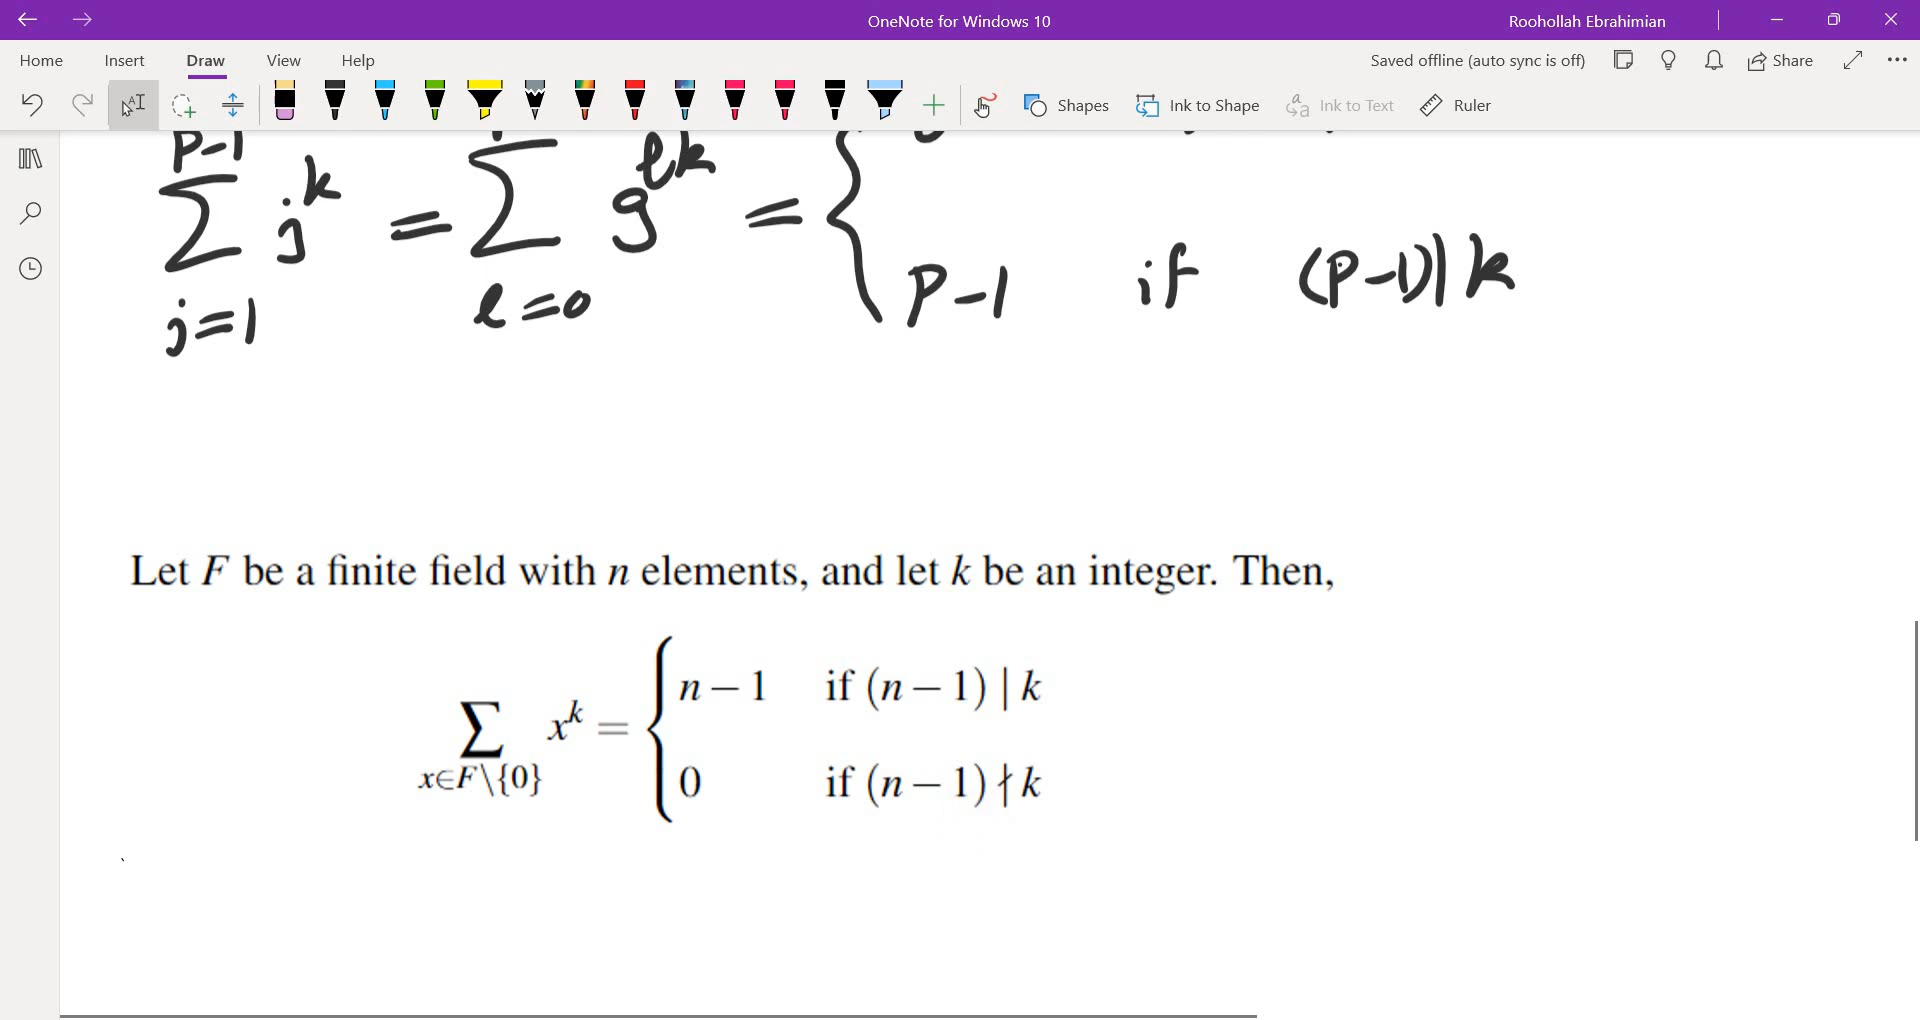 OneNote for Windows 10
Roohollah Ebrahimian
Home Insert Draw View Help
Saved offline (auto sync is off) Share
Shapes Ink to Shape Ink to Text Ruler
p-1
∑ j^k = ∑ g^{lk} = {
j=1 l=0
p-1 if (p-1)|k
Let F be a finite field with n elements, and let k be an integer. Then,
n − 1 if (n − 1) | k
∑ x^k = {
x∈F\{0}
0 if (n − 1) ∤ k